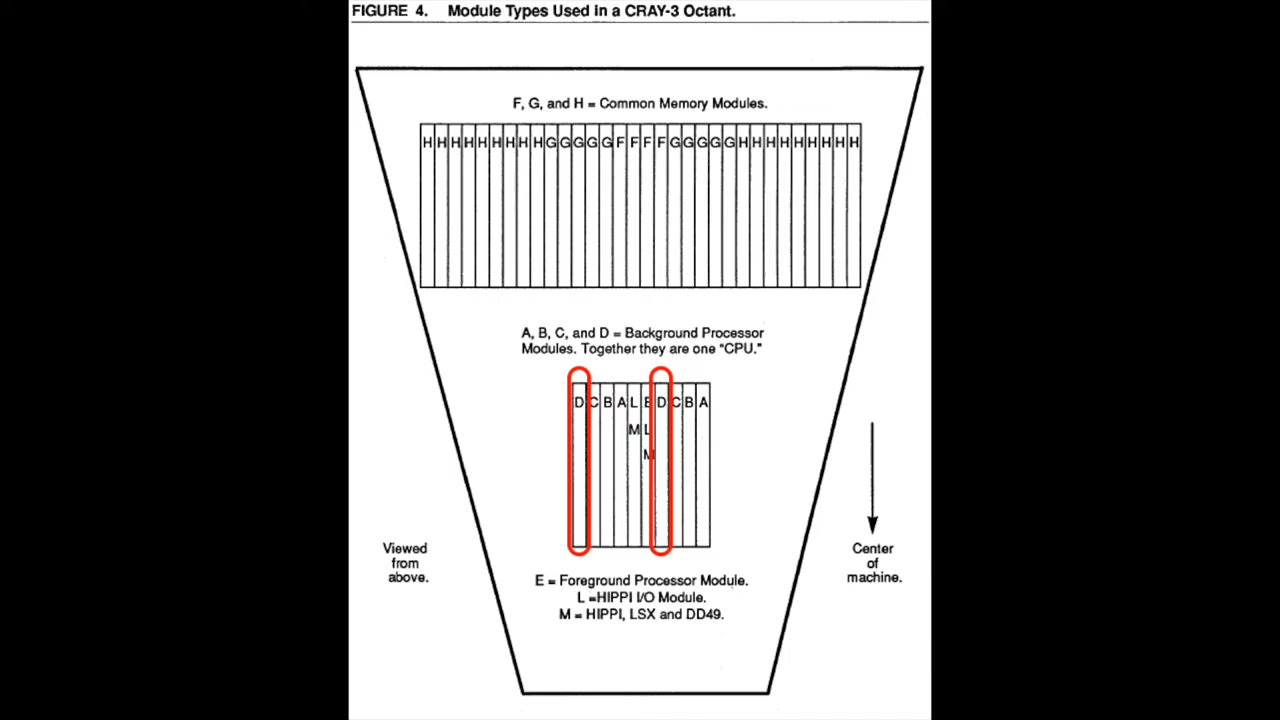 FIGURE 4. Module Types Used in a CRAY-3 Octant.
F, G, and H = Common Memory Modules.
H H H H H H H H H G G G G G F F F F G G G G G H H H H H H H H H
A, B, C, and D = Background Processor
Modules. Together they are one “CPU.”
D C B A L E D C B A
M L
M
Viewed
from
above.
Center
of
machine.
E = Foreground Processor Module.
L =HIPPI I/O Module.
M = HIPPI, LSX and DD49.